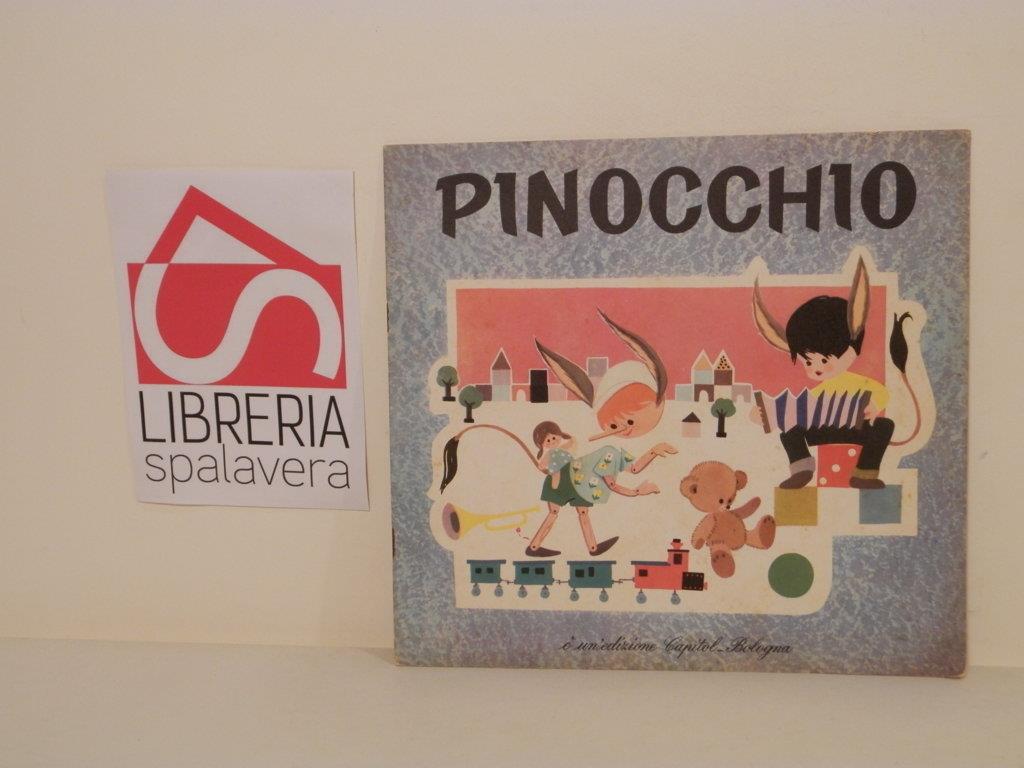 LIBRERIA
spalavera
PINOCCHIO
è un'edizione Capitol - Bologna